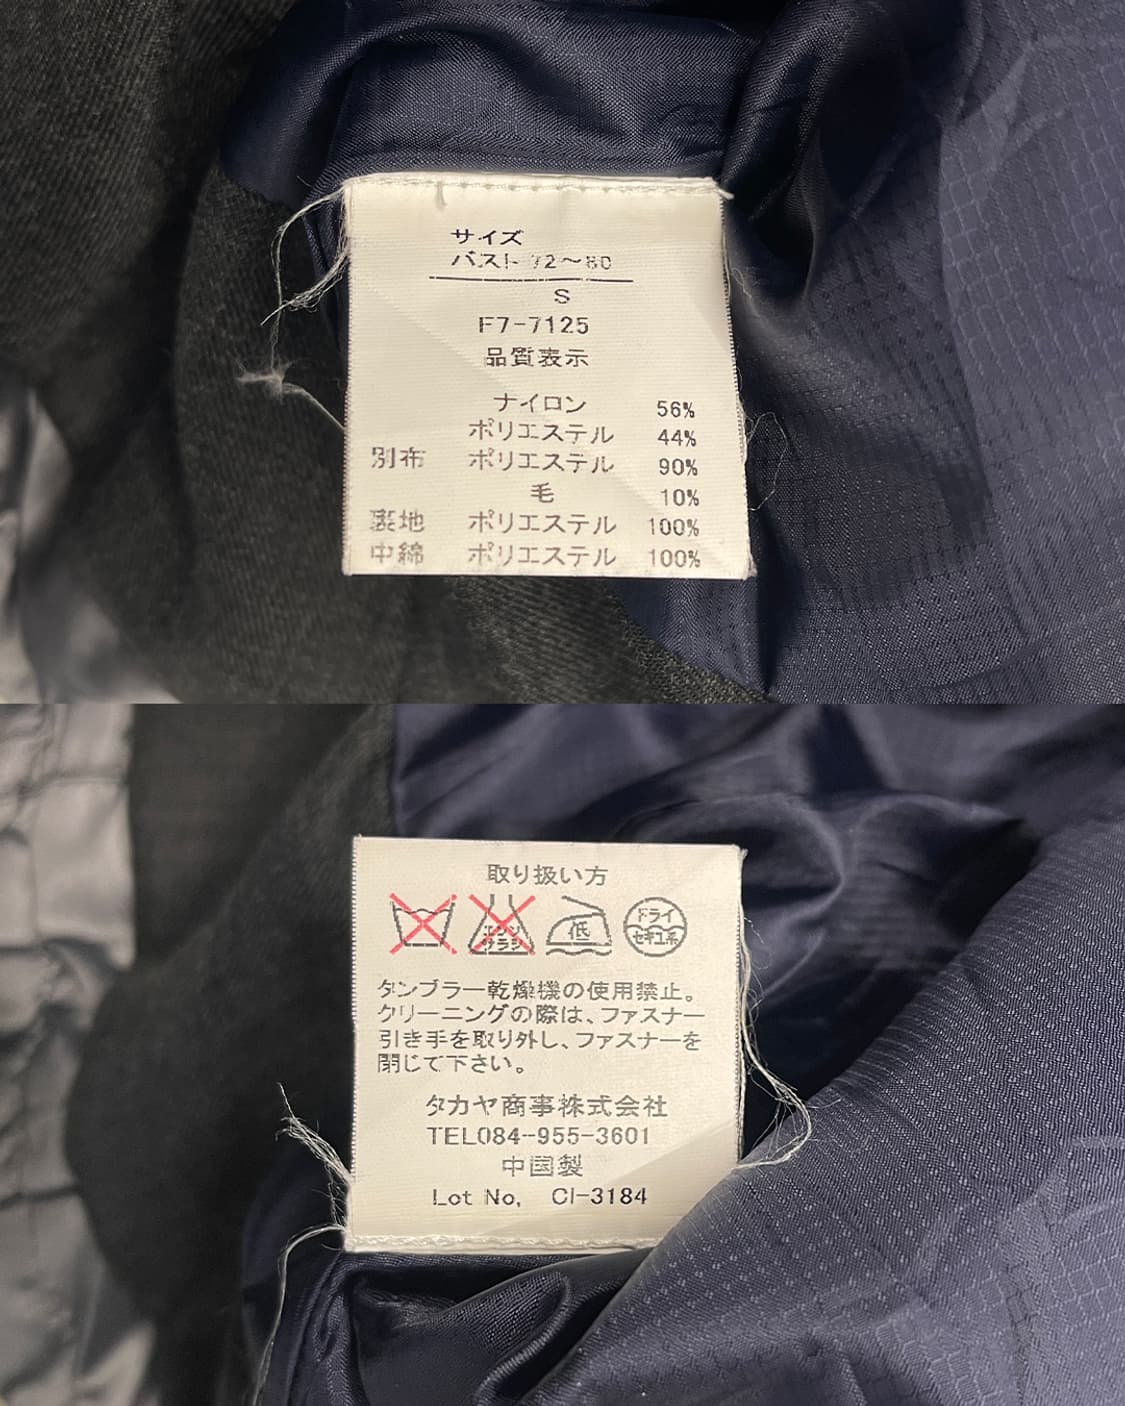 サイズ
バスト 72～80
S
F7-7125
品質表示
ナイロン 56%
ポリエステル 44%
別布 ポリエステル 90%
毛 10%
裏地 ポリエステル 100%
中綿 ポリエステル 100%
取り扱い方
エンソ サラシ 低 ドライ セキユ系
タンブラー乾燥機の使用禁止。
クリーニングの際は、ファスナー
引き手を取り外し、ファスナーを
閉じて下さい。
タカヤ商事株式会社
TEL084-955-3601
中国製
Lot No, CI-3184